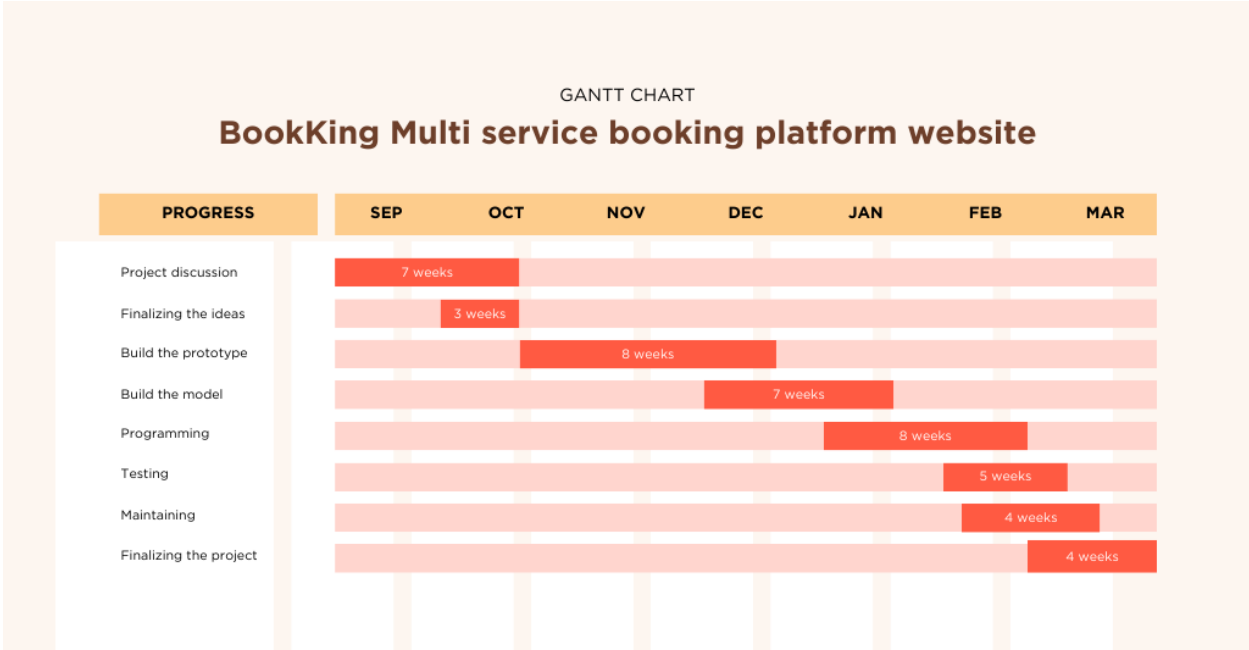 GANTT CHART
BookKing Multi service booking platform website
PROGRESS SEP OCT NOV DEC JAN FEB MAR
Project discussion 7 weeks
Finalizing the ideas 3 weeks
Build the prototype 8 weeks
Build the model 7 weeks
Programming 8 weeks
Testing 5 weeks
Maintaining 4 weeks
Finalizing the project 4 weeks